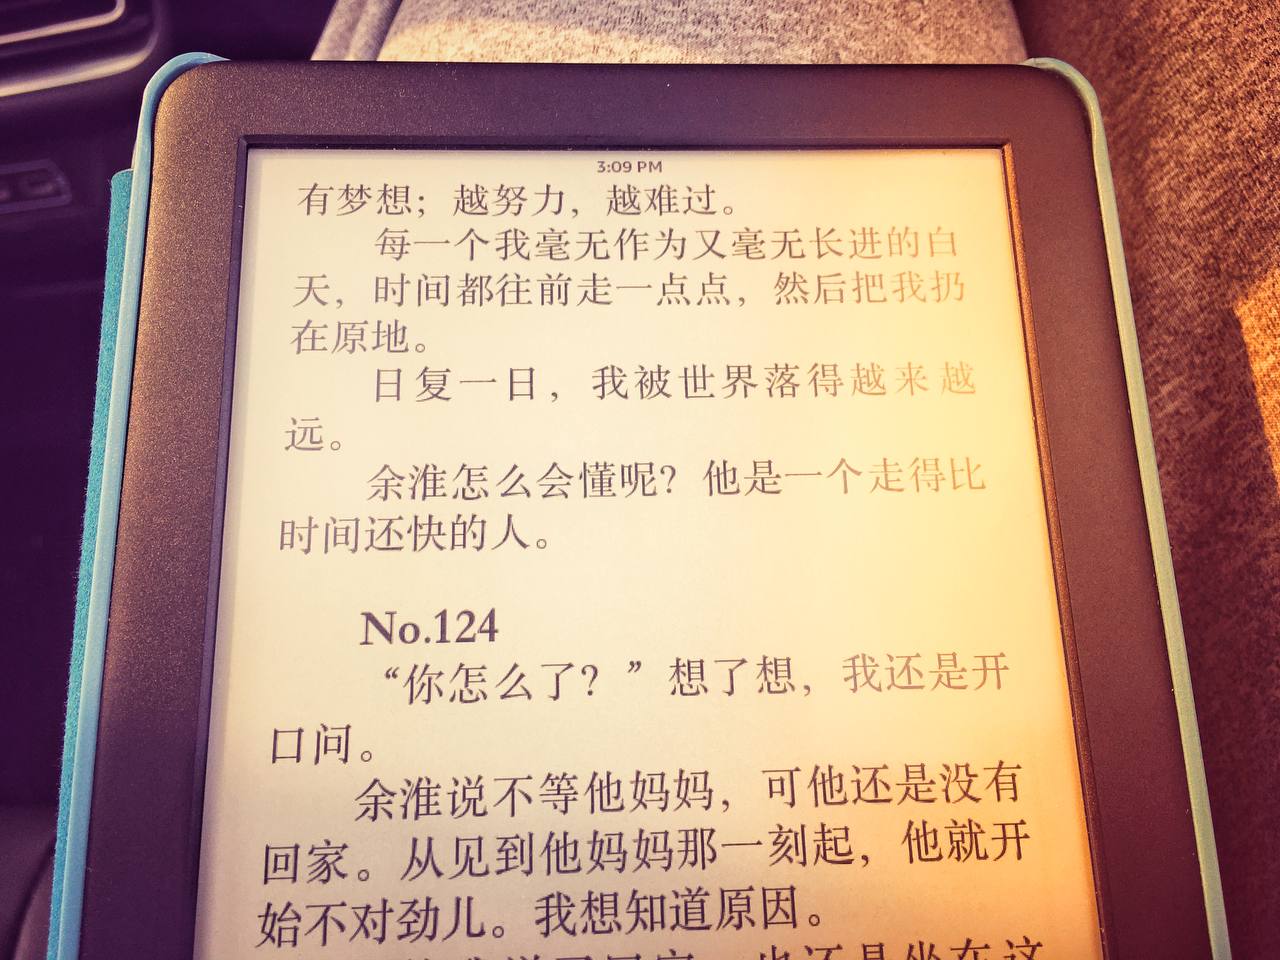 3:09 PM
有梦想；越努力，越难过。
每一个我毫无作为又毫无长进的白
天，时间都往前走一点点，然后把我扔
在原地。
日复一日，我被世界落得越来越
远。
余淮怎么会懂呢？他是一个走得比
时间还快的人。
No.124
“你怎么了？”想了想，我还是开
口问。
余淮说不等他妈妈，可他还是没有
回家。从见到他妈妈那一刻起，他就开
始不对劲儿。我想知道原因。